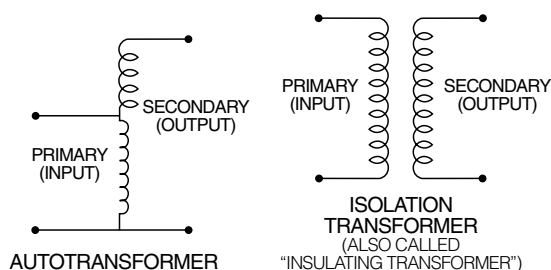 SECONDARY
(OUTPUT)
PRIMARY
(INPUT)
AUTOTRANSFORMER
PRIMARY
(INPUT)
SECONDARY
(OUTPUT)
ISOLATION
TRANSFORMER
(ALSO CALLED
“INSULATING TRANSFORMER”)